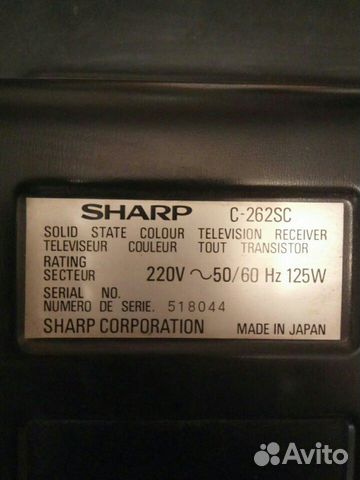 SHARP C-262SC
SOLID STATE COLOUR TELEVISION RECEIVER
TELEVISEUR COULEUR TOUT TRANSISTOR
RATING
SECTEUR 220V ~50/60 Hz 125W
SERIAL NO.
NUMERO DE SERIE. 518044
SHARP CORPORATION MADE IN JAPAN
Avito